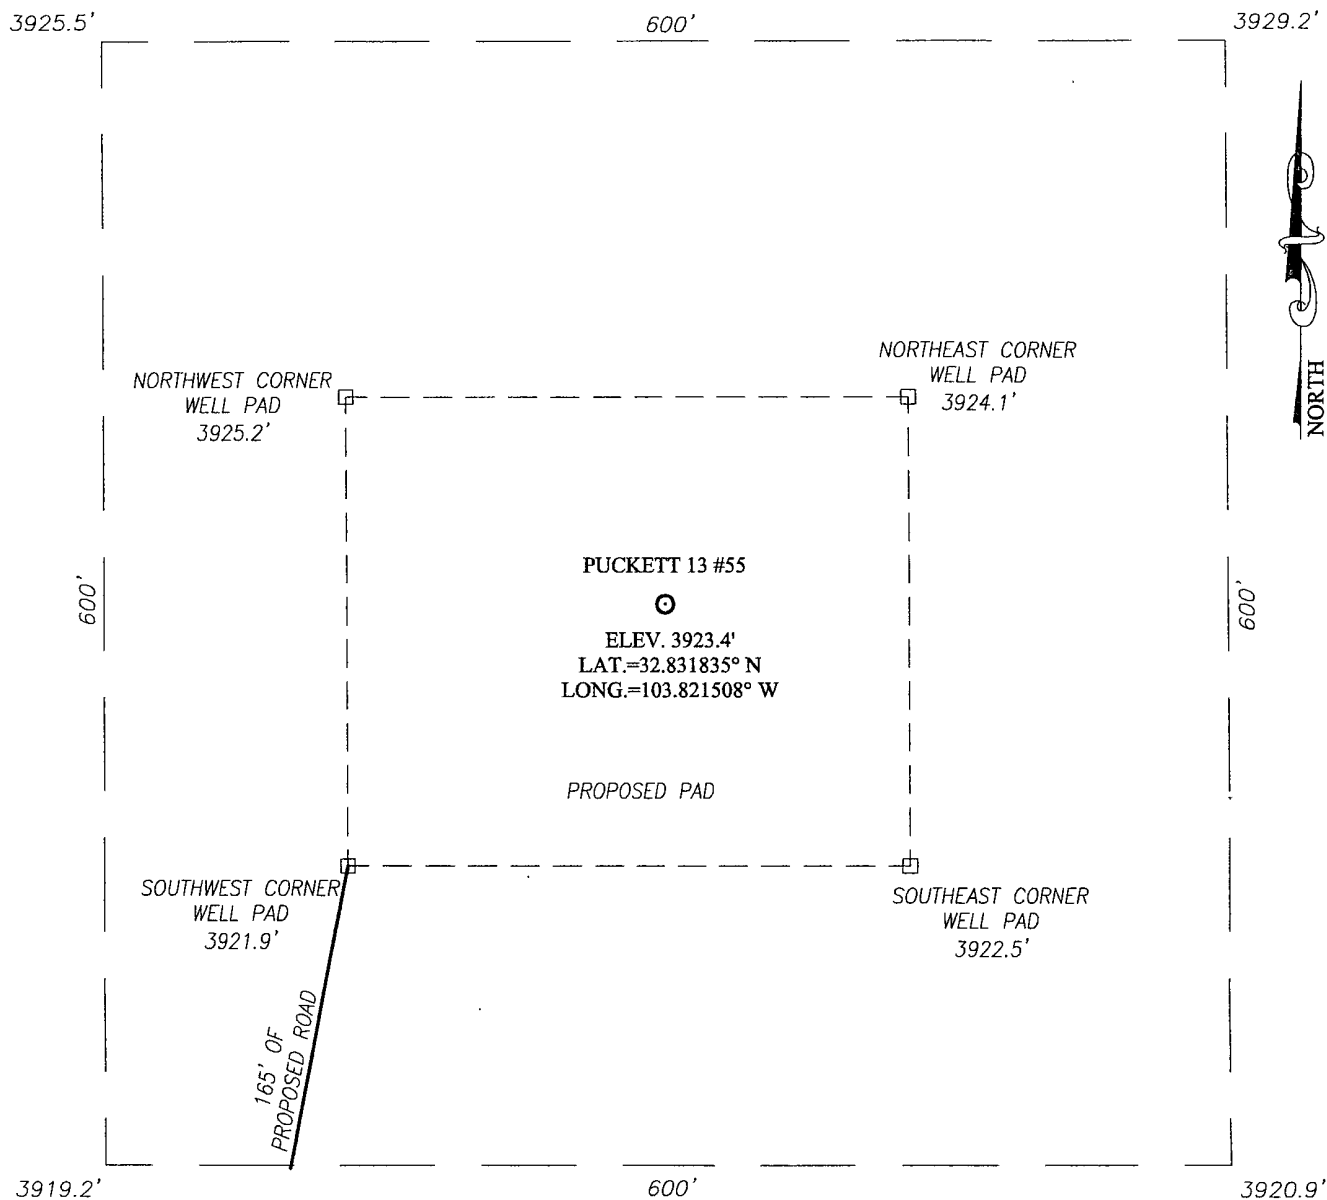 3925.5'
600'
3929.2'
NORTH
NORTHWEST CORNER
WELL PAD
3925.2'
NORTHEAST CORNER
WELL PAD
3924.1'
600'
PUCKETT 13 #55
ELEV. 3923.4'
LAT.=32.831835° N
LONG.=103.821508° W
600'
PROPOSED PAD
SOUTHWEST CORNER
WELL PAD
3921.9'
SOUTHEAST CORNER
WELL PAD
3922.5'
165' OF
PROPOSED ROAD
3919.2'
600'
3920.9'